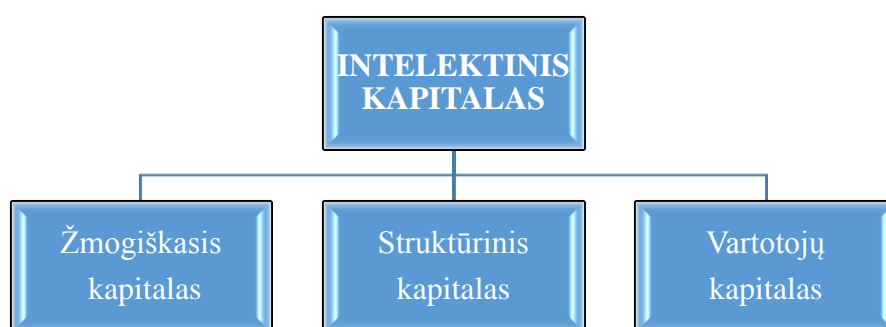 INTELEKTINIS
KAPITALAS
Žmogiškasis
kapitalas
Struktūrinis
kapitalas
Vartotojų
kapitalas